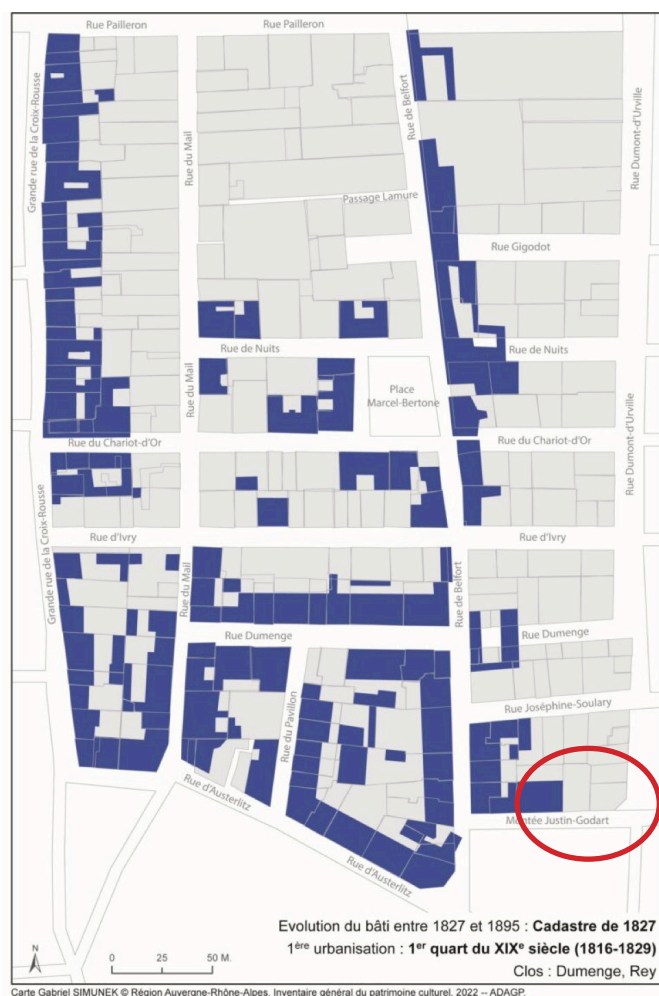 Rue Pailleron
Rue Pailleron
Grande rue de la Croix-Rousse
Rue du Mail
Rue de Belfort
Rue Dumont-d'Urville
Passage Lamure
Rue Gigodot
Rue de Nuits
Rue de Nuits
Rue du Mail
Place
Marcel-Bertone
Rue Dumont-d'Urville
Rue du Chariot-d'Or
Rue du Chariot-d'Or
Grande rue de la Croix-Rousse
Rue d'Ivry
Rue d'Ivry
Rue du Mail
Rue de Belfort
Rue Dumenge
Rue Dumenge
Rue du Pavillon
Rue Joséphine-Soulary
Rue d'Austerlitz
Montée Justin-Godart
Rue d'Austerlitz
Evolution du bâti entre 1827 et 1895 : Cadastre de 1827
1ère urbanisation : 1er quart du XIXe siècle (1816-1829)
Clos : Dumenge, Rey
N
0 25 50 M.
Carte Gabriel SIMUNEK © Région Auvergne-Rhône-Alpes, Inventaire général du patrimoine culturel, 2022 -- ADAGP.